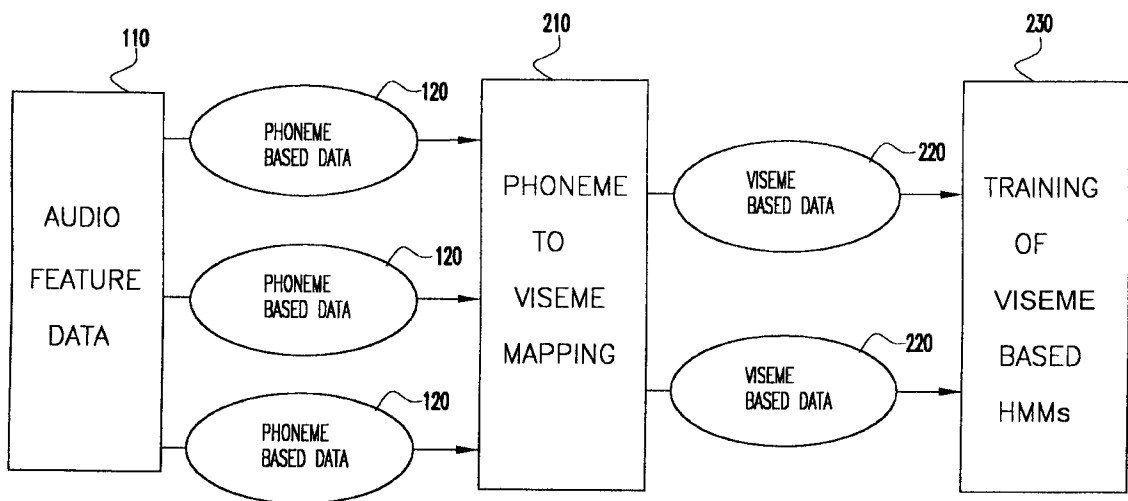 110
AUDIO
FEATURE
DATA
120
PHONEME
BASED DATA
120
PHONEME
BASED DATA
120
PHONEME
BASED DATA
210
PHONEME
TO
VISEME
MAPPING
220
VISEME
BASED DATA
220
VISEME
BASED DATA
230
TRAINING
OF
VISEME
BASED
HMMs